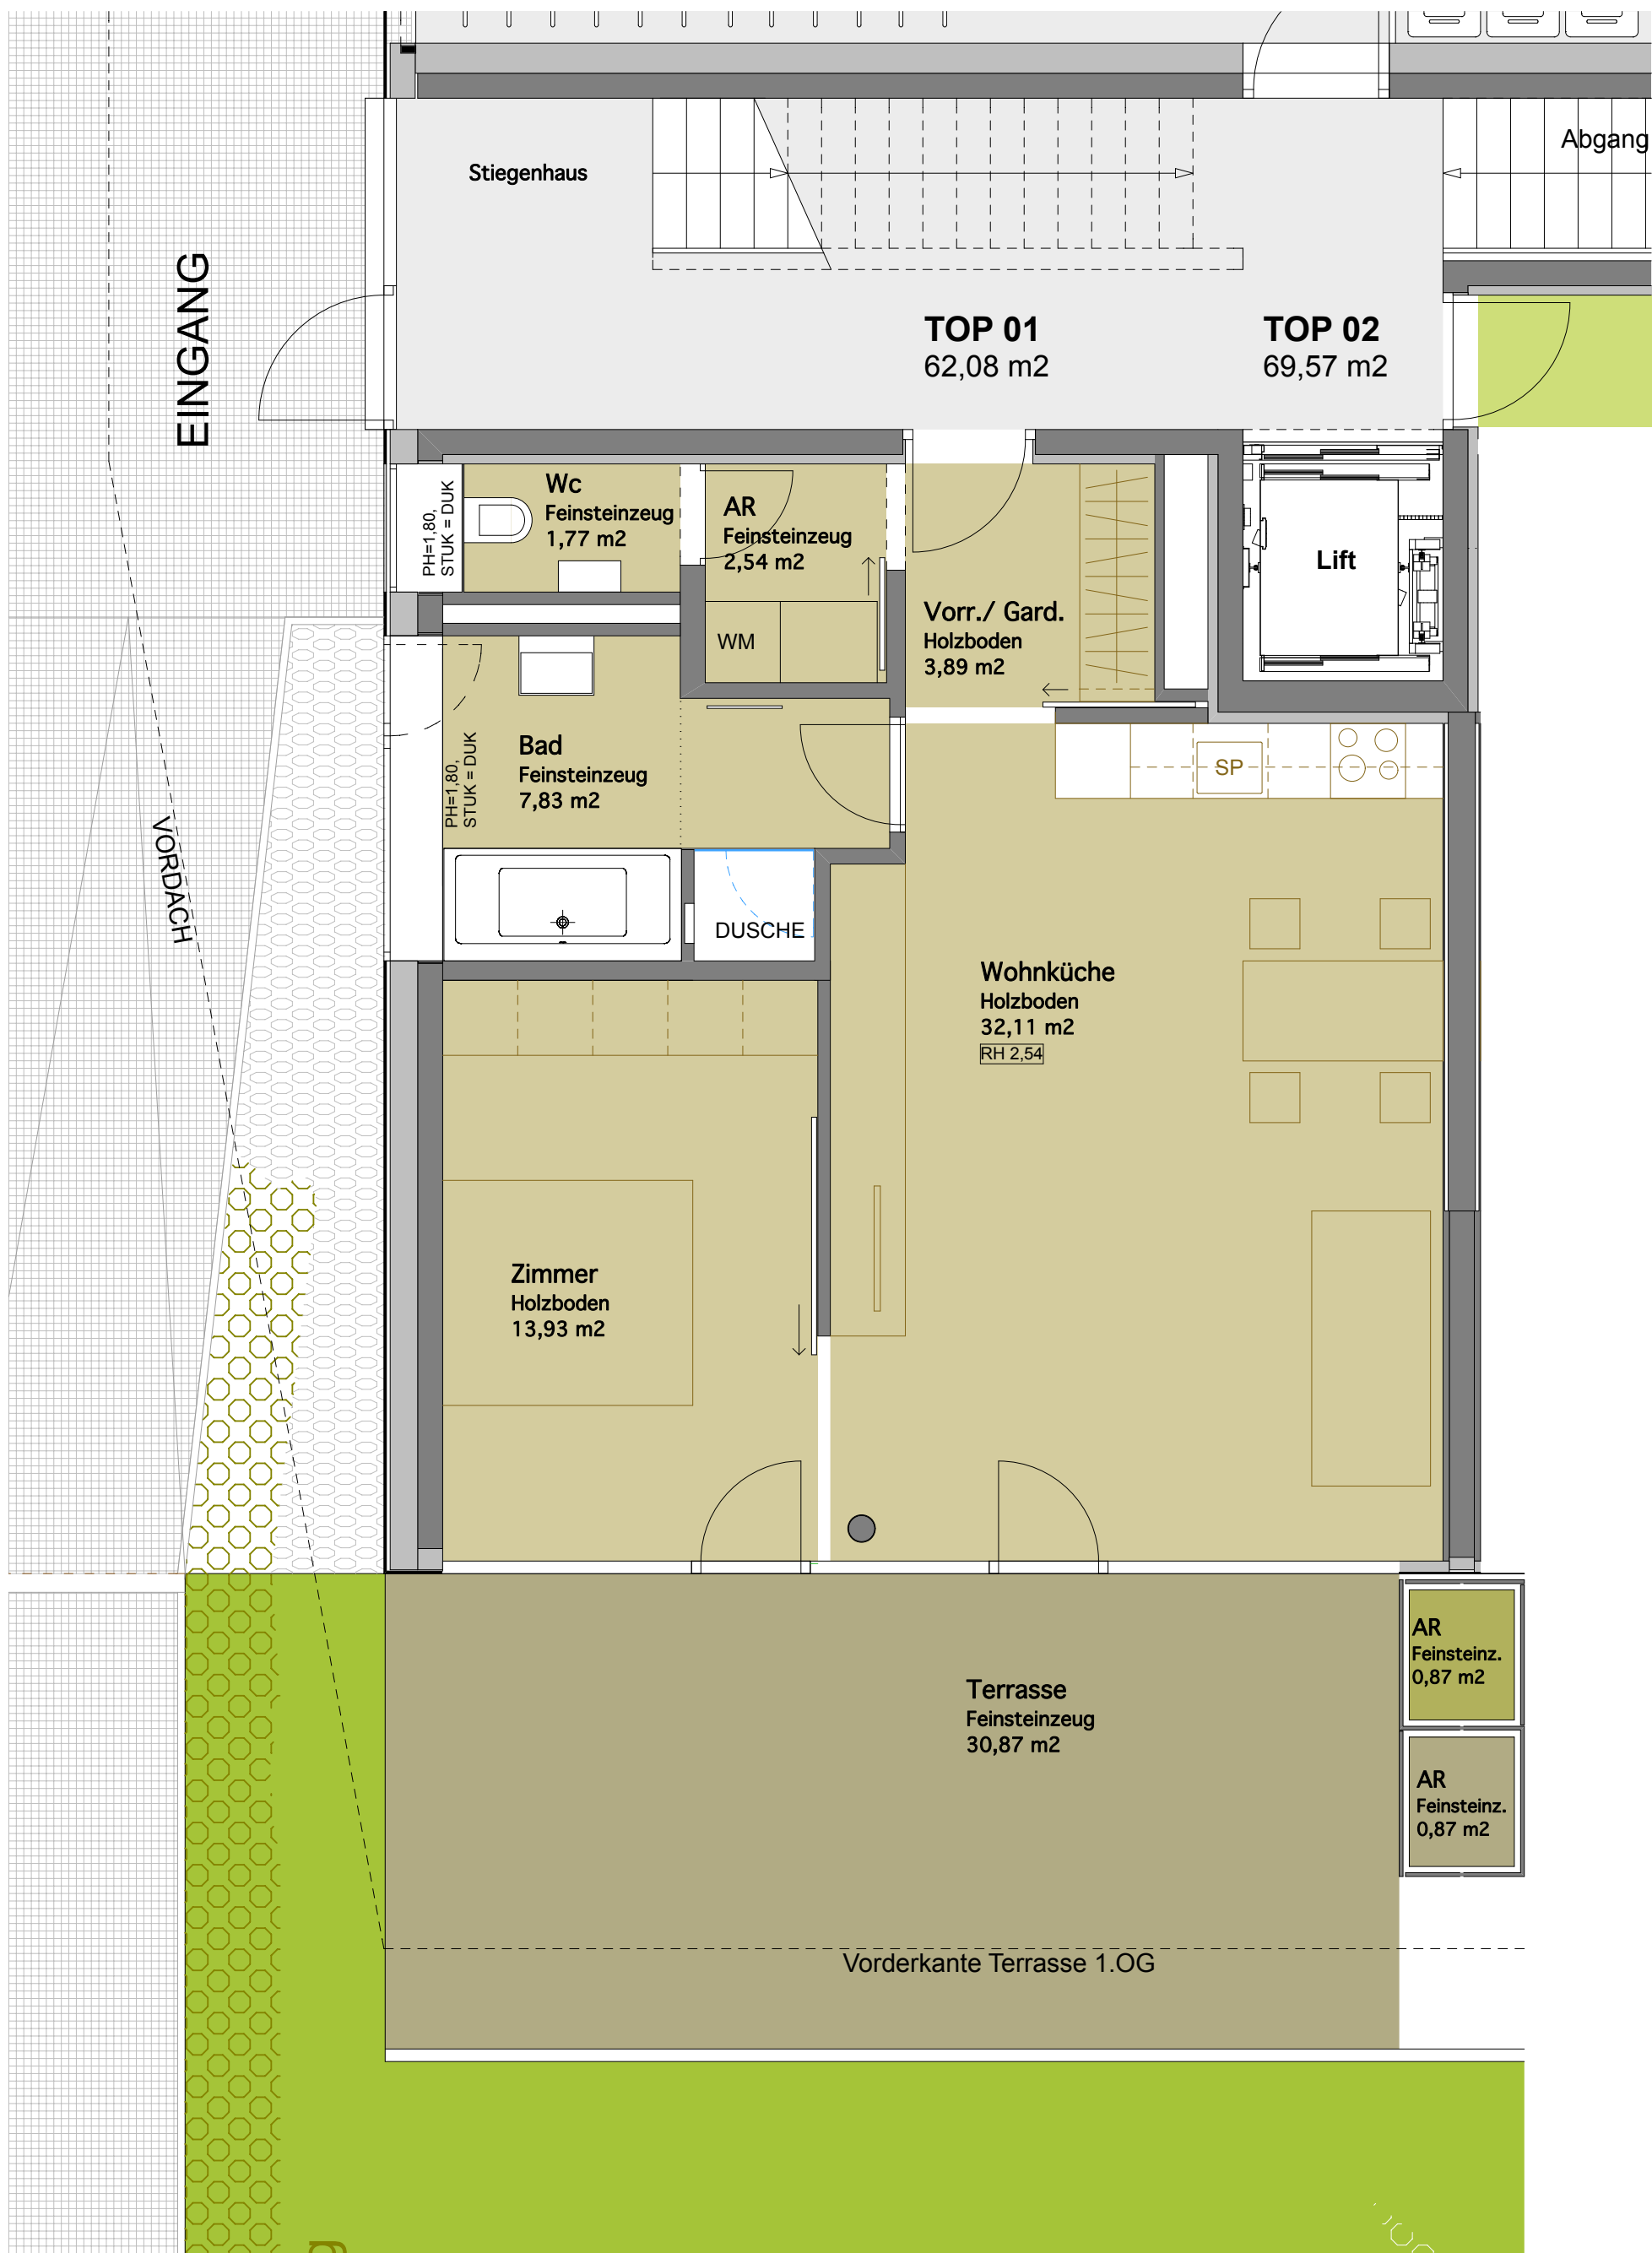 Abgang
Stiegenhaus
EINGANG
TOP 01
62,08 m2
TOP 02
69,57 m2
Wc
Feinsteinzeug
1,77 m2
PH=1,80,
STUK = DUK
AR
Feinsteinzeug
2,54 m2
WM
Vorr./ Gard.
Holzboden
3,89 m2
Lift
Bad
Feinsteinzeug
7,83 m2
PH=1,80,
STUK = DUK
SP
VORDACH
DUSCHE
Wohnküche
Holzboden
32,11 m2
RH 2,54
Zimmer
Holzboden
13,93 m2
AR
Feinsteinz.
0,87 m2
Terrasse
Feinsteinzeug
30,87 m2
AR
Feinsteinz.
0,87 m2
Vorderkante Terrasse 1.OG